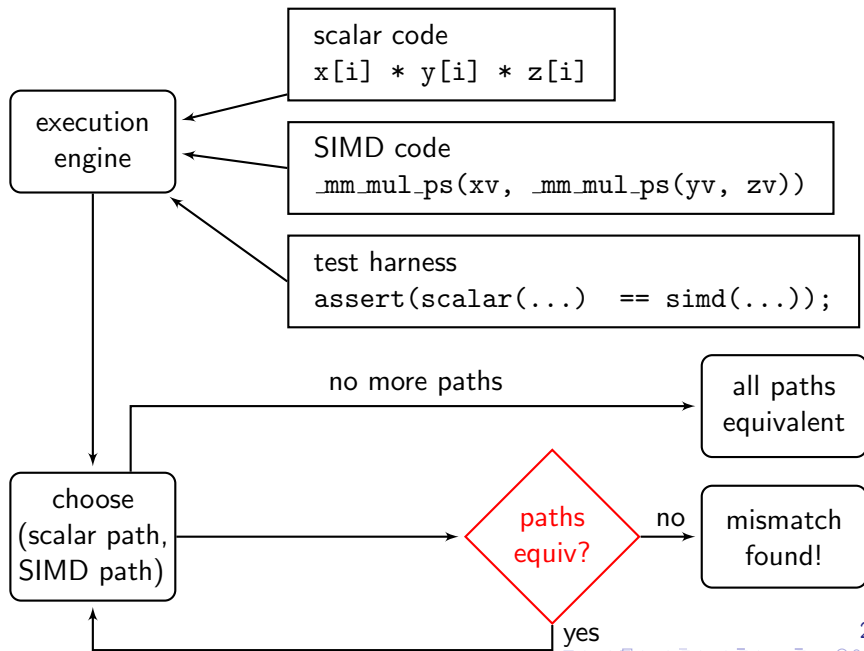 scalar code
x[i] * y[i] * z[i]
execution
engine
SIMD code
_mm_mul_ps(xv, _mm_mul_ps(yv, zv))
test harness
assert(scalar(...) == simd(...));
no more paths
all paths
equivalent
choose
(scalar path,
SIMD path)
paths
equiv?
no
mismatch
found!
yes
2